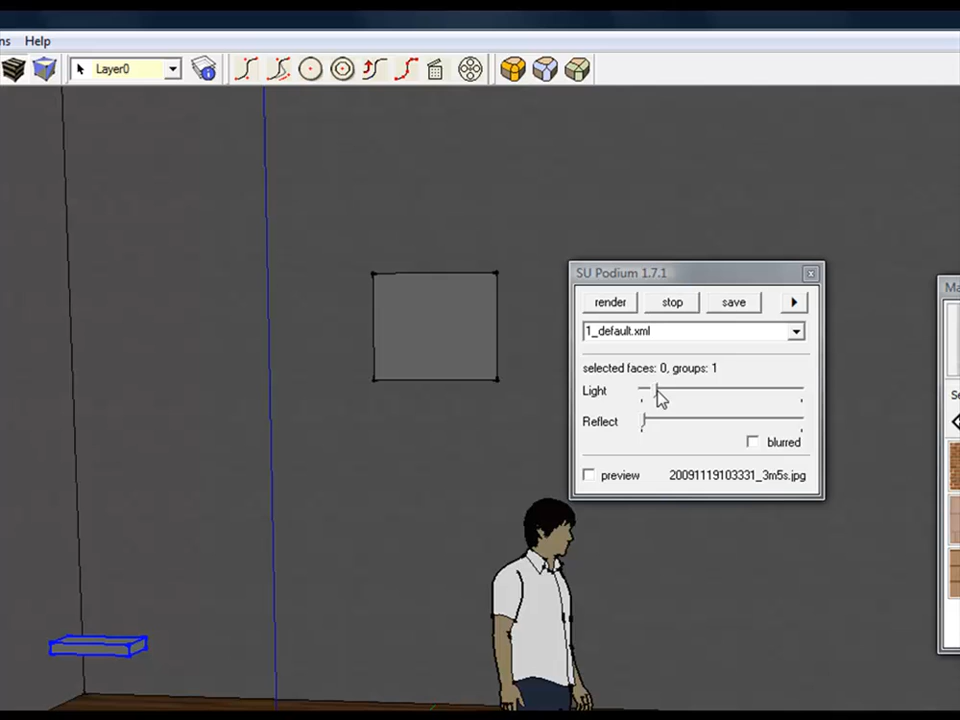 ns Help
Layer0
SU Podium 1.7.1
render stop save
1_default.xml
selected faces: 0, groups: 1
Light
Reflect
blurred
preview 20091119103331_3m5s.jpg
Ma
Se